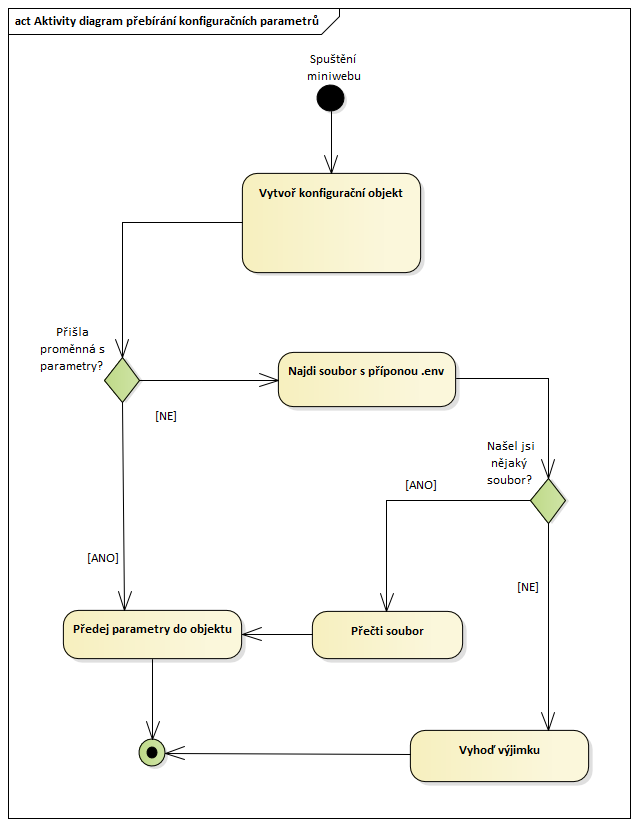 act Aktivity diagram přebírání konfiguračních parametrů
Spuštění
miniwebu
Vytvoř konfigurační objekt
Přišla
proměnná s
parametry?
Najdi soubor s příponou .env
[NE]
Našel jsi
nějaký
soubor?
[ANO]
[ANO]
[NE]
Předej parametry do objektu
Přečti soubor
Vyhoď výjimku